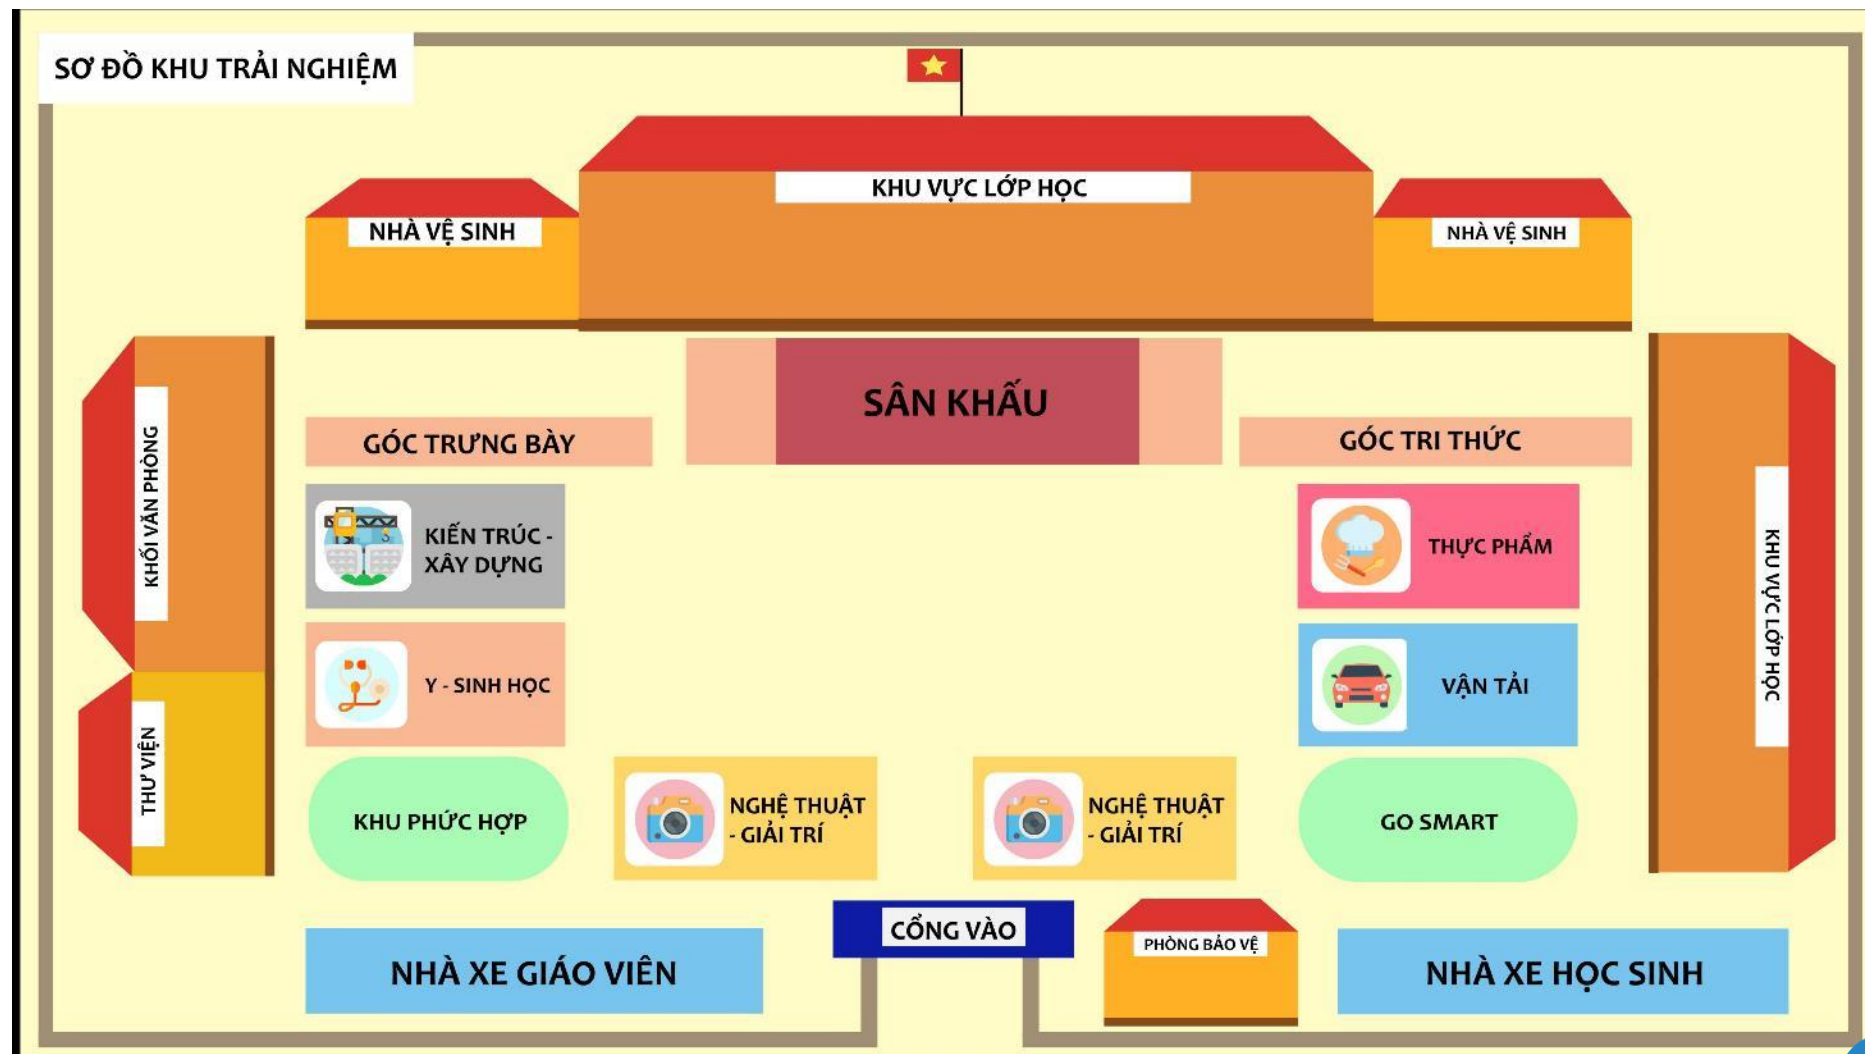 SƠ ĐỒ KHU TRẢI NGHIỆM
KHU VỰC LỚP HỌC
NHÀ VỆ SINH
NHÀ VỆ SINH
SÂN KHẤU
GÓC TRƯNG BÀY
GÓC TRI THỨC
KHỐI VĂN PHÒNG
KIẾN TRÚC -
XÂY DỰNG
THỰC PHẨM
KHU VỰC LỚP HỌC
Y - SINH HỌC
VẬN TẢI
THƯ VIỆN
KHU PHỨC HỢP
NGHỆ THUẬT
- GIẢI TRÍ
NGHỆ THUẬT
- GIẢI TRÍ
GO SMART
CỔNG VÀO
PHÒNG BẢO VỆ
NHÀ XE GIÁO VIÊN
NHÀ XE HỌC SINH